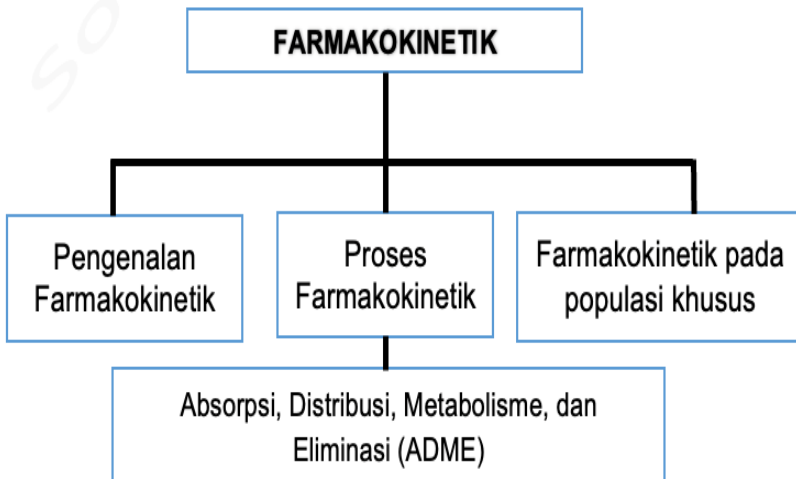 FARMAKOKINETIK
Pengenalan
Farmakokinetik
Proses
Farmakokinetik
Farmakokinetik pada
populasi khusus
Absorpsi, Distribusi, Metabolisme, dan
Eliminasi (ADME)